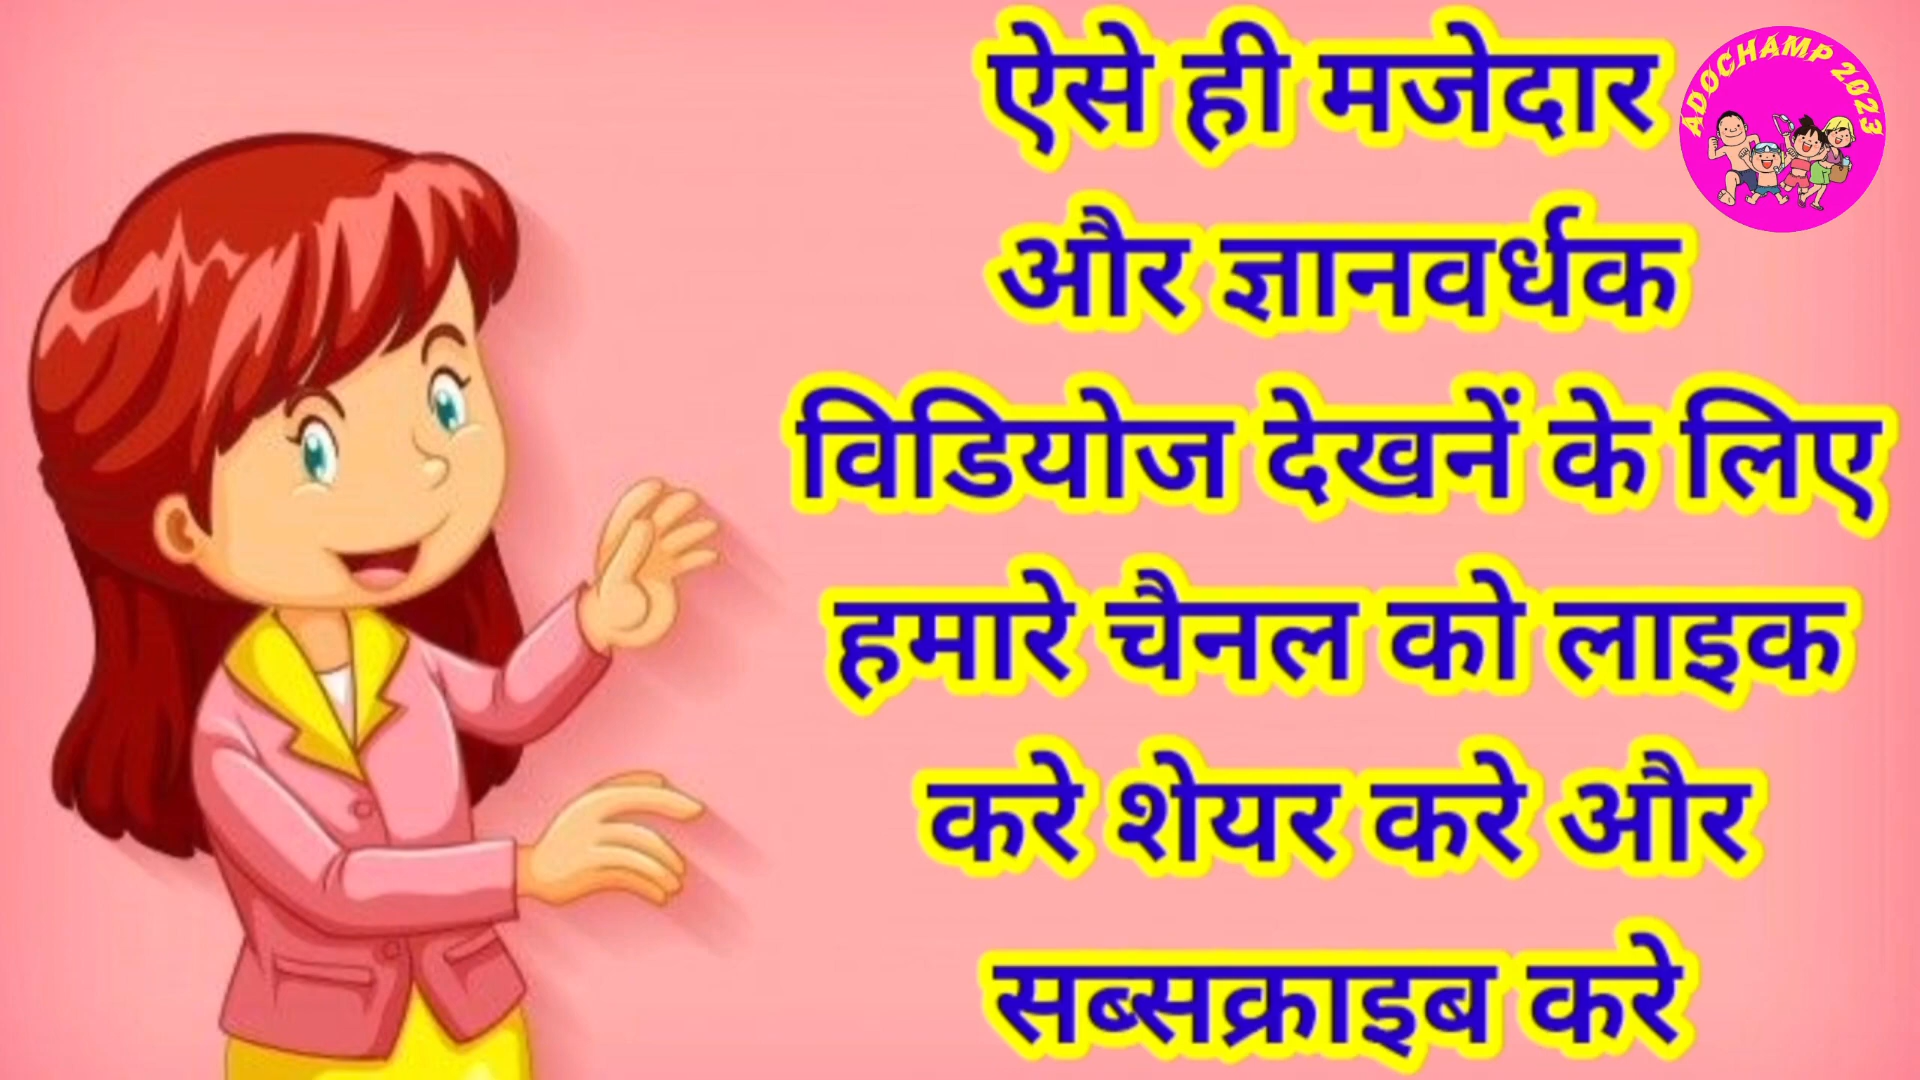 ऐसे ही मजेदार
और ज्ञानवर्धक
विडियोज देखनें के लिए
हमारे चैनल को लाइक
करे शेयर करे और
सब्सक्राइब करे
ADOCHAMP 2023